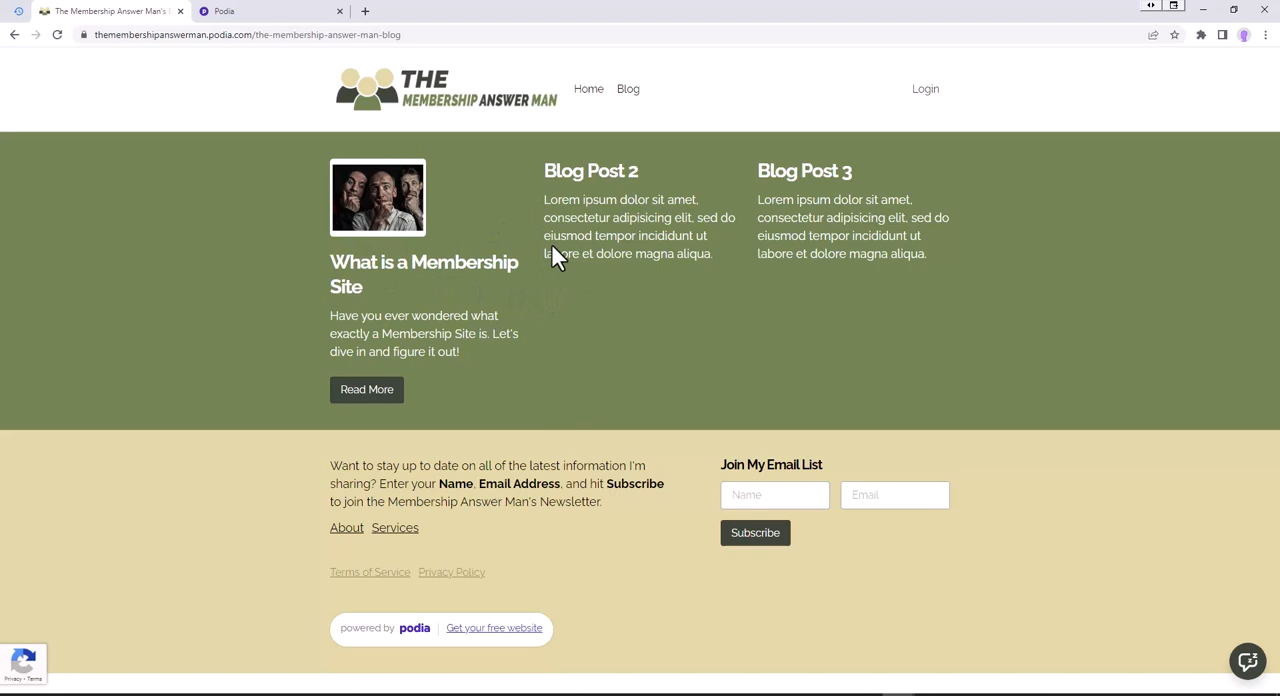 The Membership Answer Man's
Podia
themembershipanswerman.podia.com/the-membership-answer-man-blog
THE
MEMBERSHIP ANSWER MAN
Home
Blog
Login
What is a Membership
Site
Have you ever wondered what
exactly a Membership Site is. Let's
dive in and figure it out!
Read More
Blog Post 2
Lorem ipsum dolor sit amet,
consectetur adipisicing elit, sed do
eiusmod tempor incididunt ut
labore et dolore magna aliqua.
Blog Post 3
Lorem ipsum dolor sit amet,
consectetur adipisicing elit, sed do
eiusmod tempor incididunt ut
labore et dolore magna aliqua.
Want to stay up to date on all of the latest information I'm
sharing? Enter your Name, Email Address, and hit Subscribe
to join the Membership Answer Man's Newsletter.
About Services
Join My Email List
Name
Email
Subscribe
Terms of Service Privacy Policy
powered by podia Get your free website
Privacy - Terms